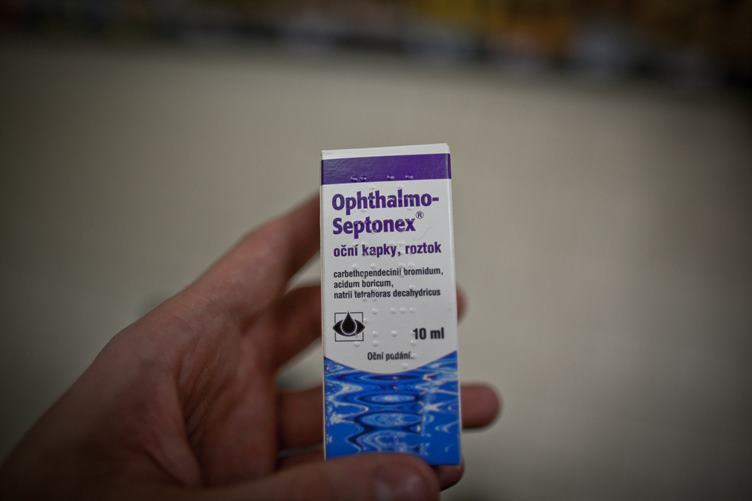 Ophthalmo-
Septonex®
oční kapky, roztok
carbethopendecinii bromidum,
acidum boricum,
natrii tetraboras decahydricus
10 ml
Oční podání.